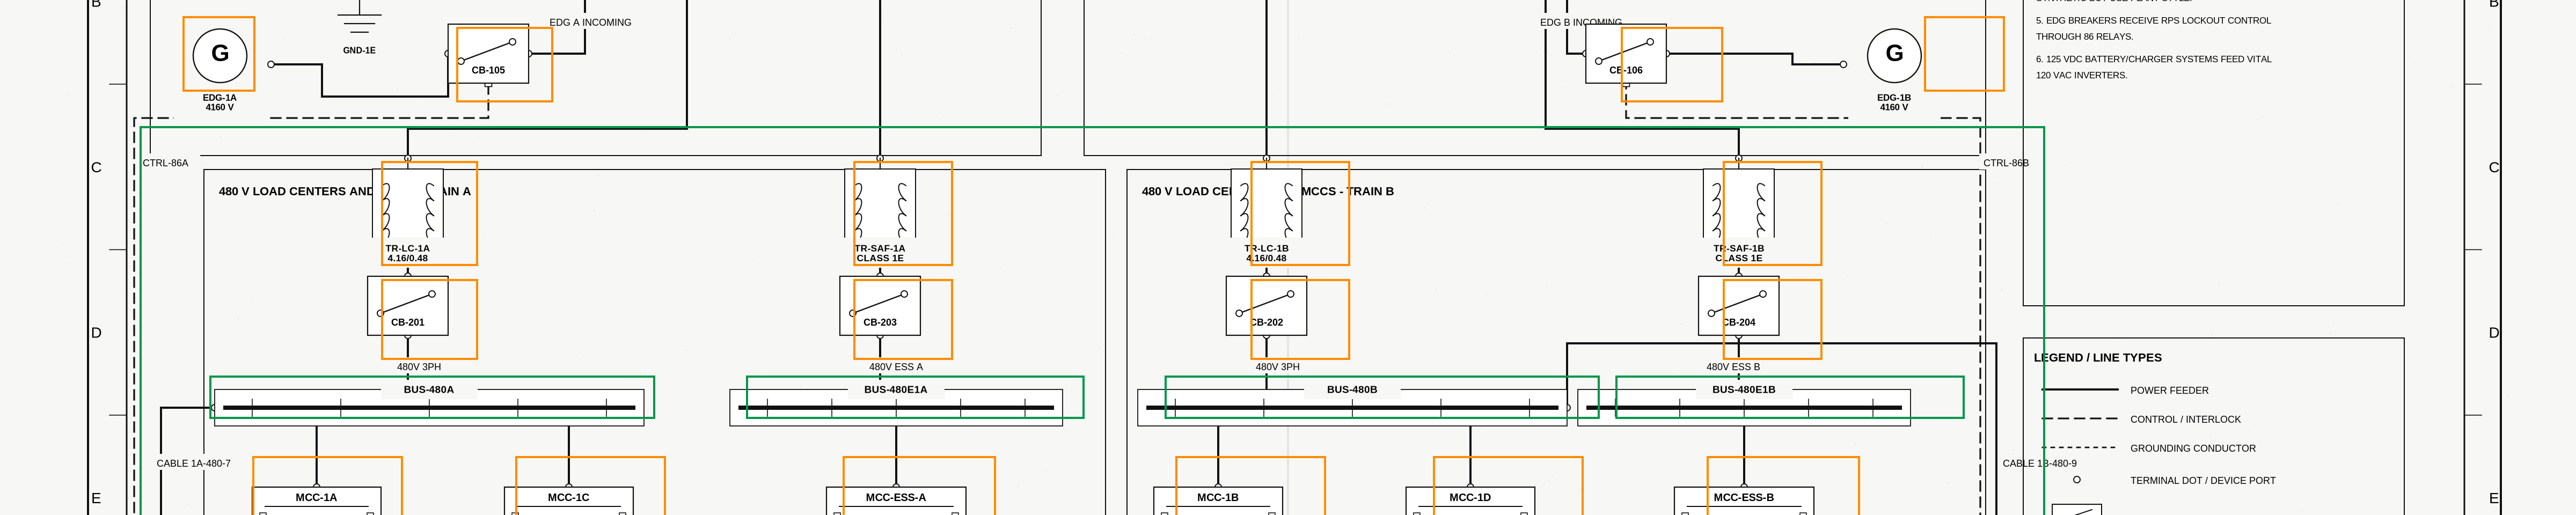 B
B
EDG A INCOMING
EDG B INCOMING
5. EDG BREAKERS RECEIVE RPS LOCKOUT CONTROL
THROUGH 86 RELAYS.
6. 125 VDC BATTERY/CHARGER SYSTEMS FEED VITAL
120 VAC INVERTERS.
G
GND-1E
CB-105
CB-106
G
EDG-1A
4160 V
EDG-1B
4160 V
C
CTRL-86A
CTRL-86B
C
480 V LOAD CENTERS AND
AIN A
480 V LOAD CE
MCCS - TRAIN B
TR-LC-1A
4.16/0.48
TR-SAF-1A
CLASS 1E
TR-LC-1B
4.16/0.48
TR-SAF-1B
CLASS 1E
D
CB-201
CB-203
CB-202
CB-204
D
480V 3PH
480V ESS A
480V 3PH
480V ESS B
LEGEND / LINE TYPES
BUS-480A
BUS-480E1A
BUS-480B
BUS-480E1B
POWER FEEDER
CONTROL / INTERLOCK
GROUNDING CONDUCTOR
CABLE 1A-480-7
CABLE 1B-480-9
TERMINAL DOT / DEVICE PORT
E
MCC-1A
MCC-1C
MCC-ESS-A
MCC-1B
MCC-1D
MCC-ESS-B
E